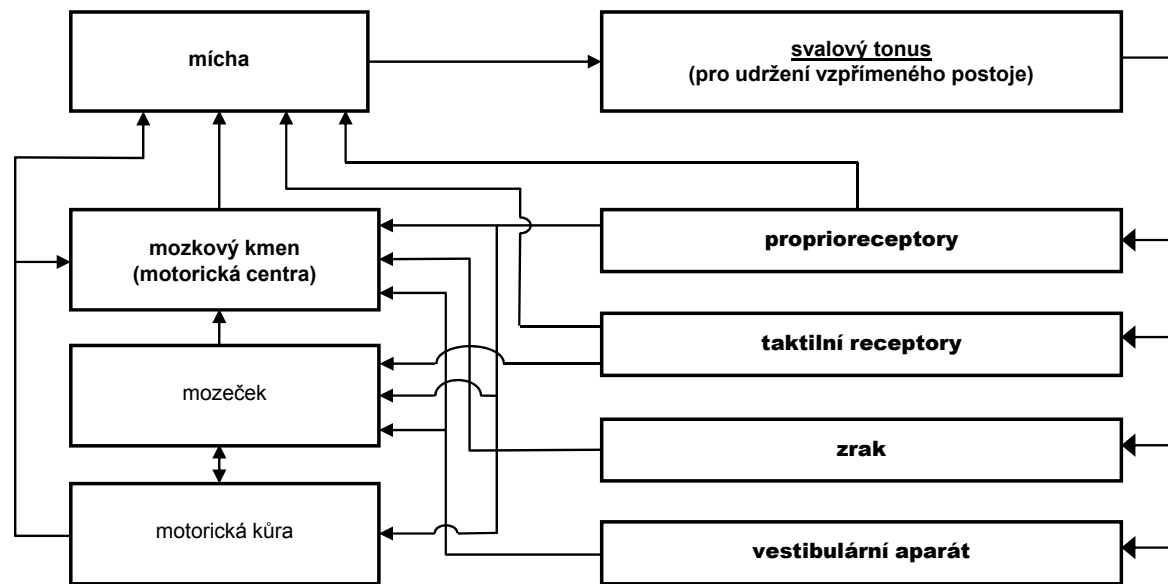 mícha
svalový tonus
(pro udržení vzpřímeného postoje)
mozkový kmen
(motorická centra)
proprioreceptory
taktilní receptory
mozeček
zrak
motorická kůra
vestibulární aparát